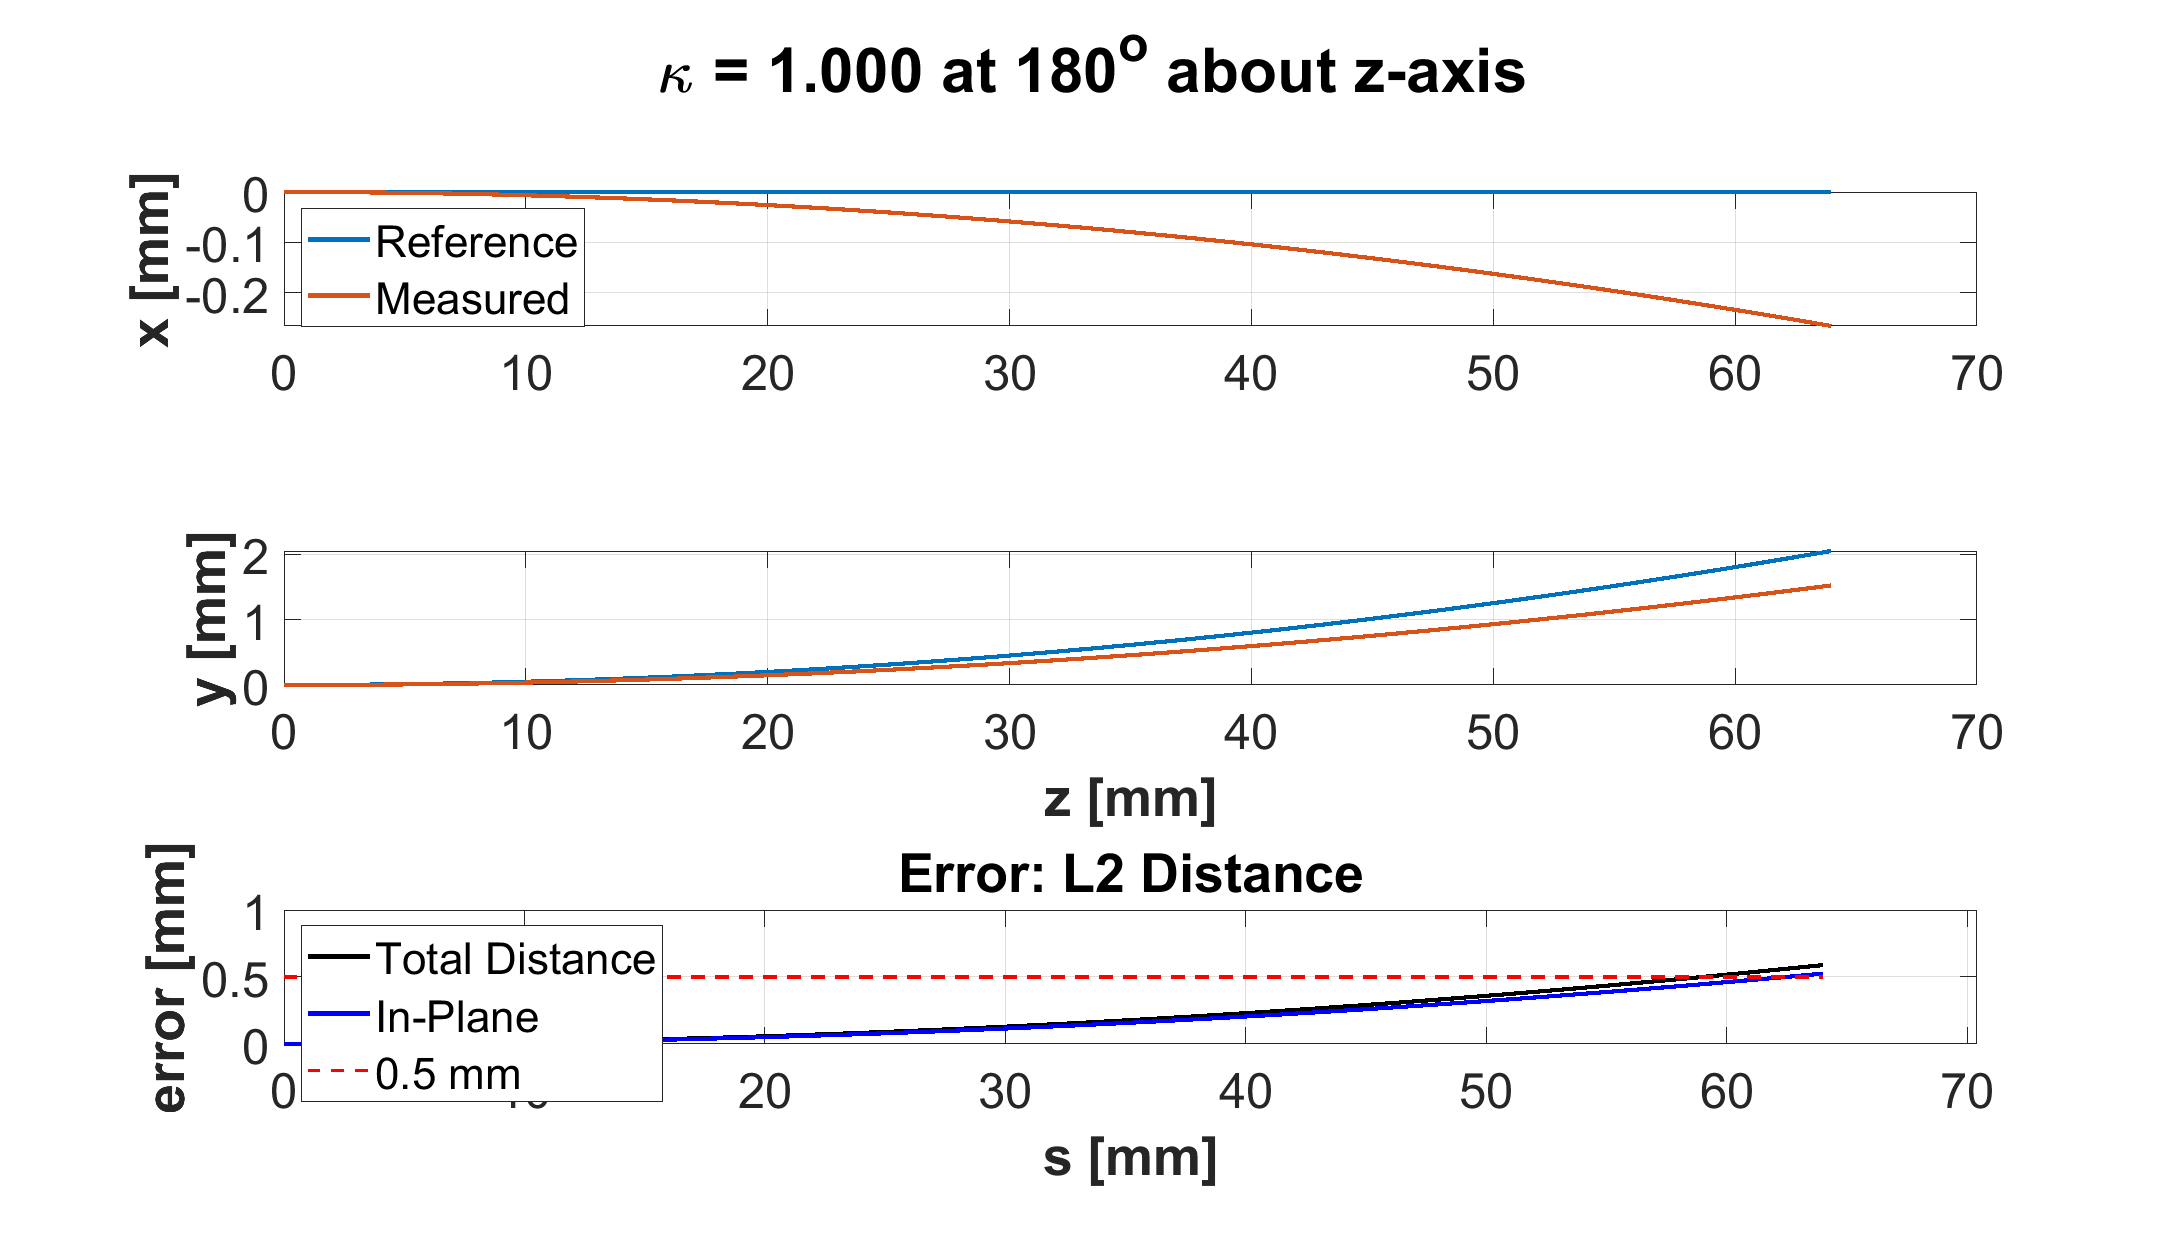 κ = 1.000 at 180° about z-axis
x [mm]
0
-0.1
-0.2
Reference
Measured
0 10 20 30 40 50 60 70
y [mm]
2
1
0
0 10 20 30 40 50 60 70
z [mm]
Error: L2 Distance
error [mm]
1
0.5
0
Total Distance
In-Plane
0.5 mm
0 20 30 40 50 60 70
s [mm]